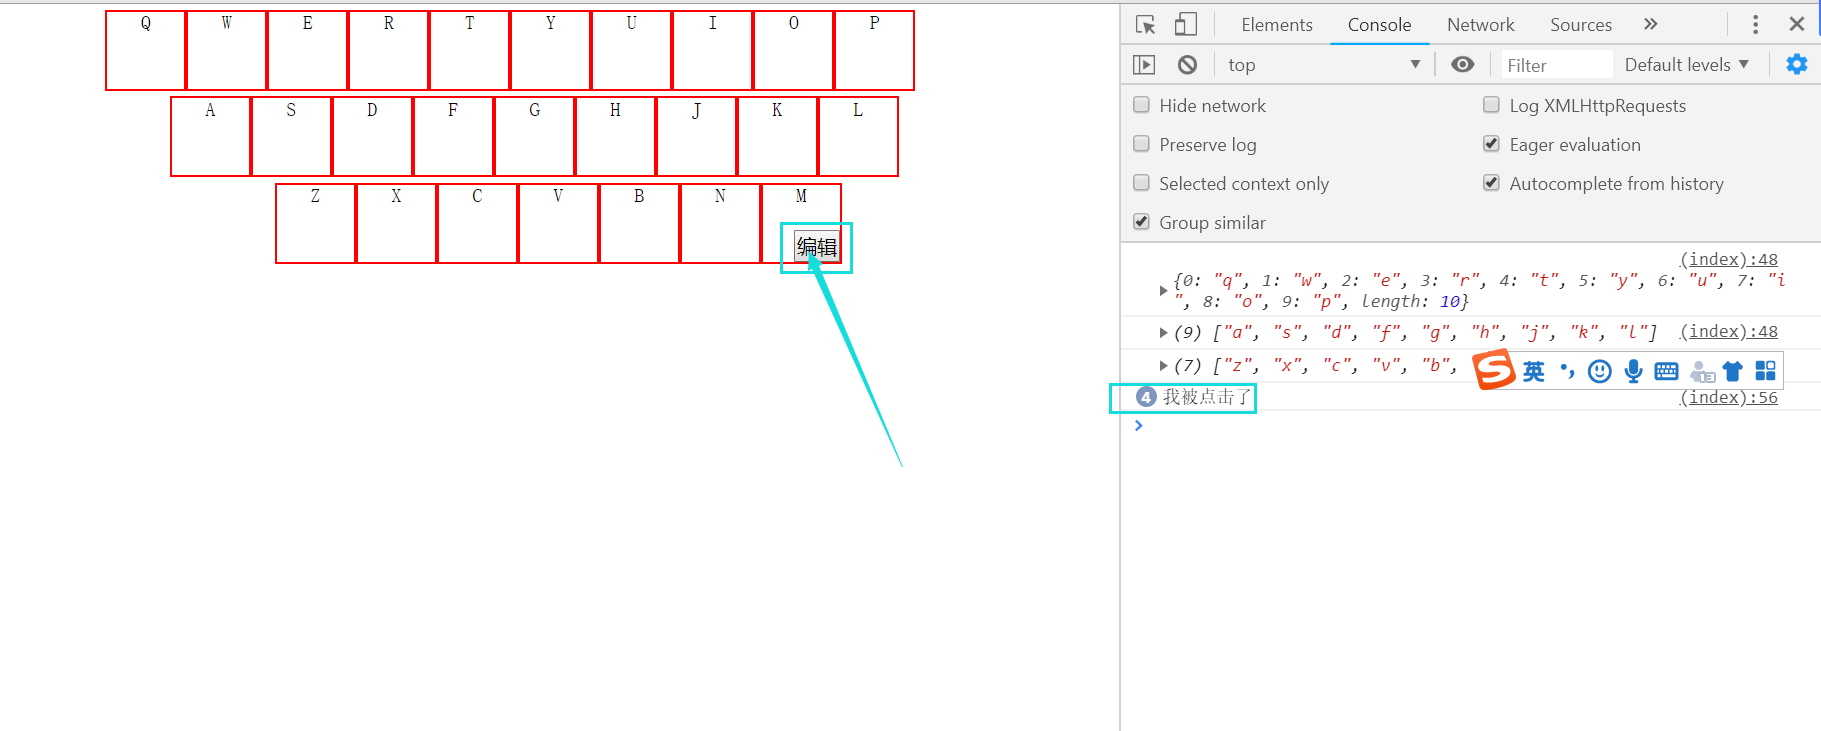 Q W E R T Y U I O P
A S D F G H J K L
Z X C V B N M
编辑
Elements Console Network Sources
top Filter Default levels
Hide network Log XMLHttpRequests
Preserve log Eager evaluation
Selected context only Autocomplete from history
Group similar
(index):48
{0: "q", 1: "w", 2: "e", 3: "r", 4: "t", 5: "y", 6: "u", 7: "i
", 8: "o", 9: "p", length: 10}
(9) ["a", "s", "d", "f", "g", "h", "j", "k", "l"] (index):48
(7) ["z", "x", "c", "v", "b",
S 英
4 我被点击了 (index):56